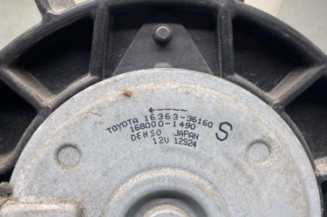 TOYOTA 16363-36160
168000-1490
DENSO JAPAN
12V 12S24
S